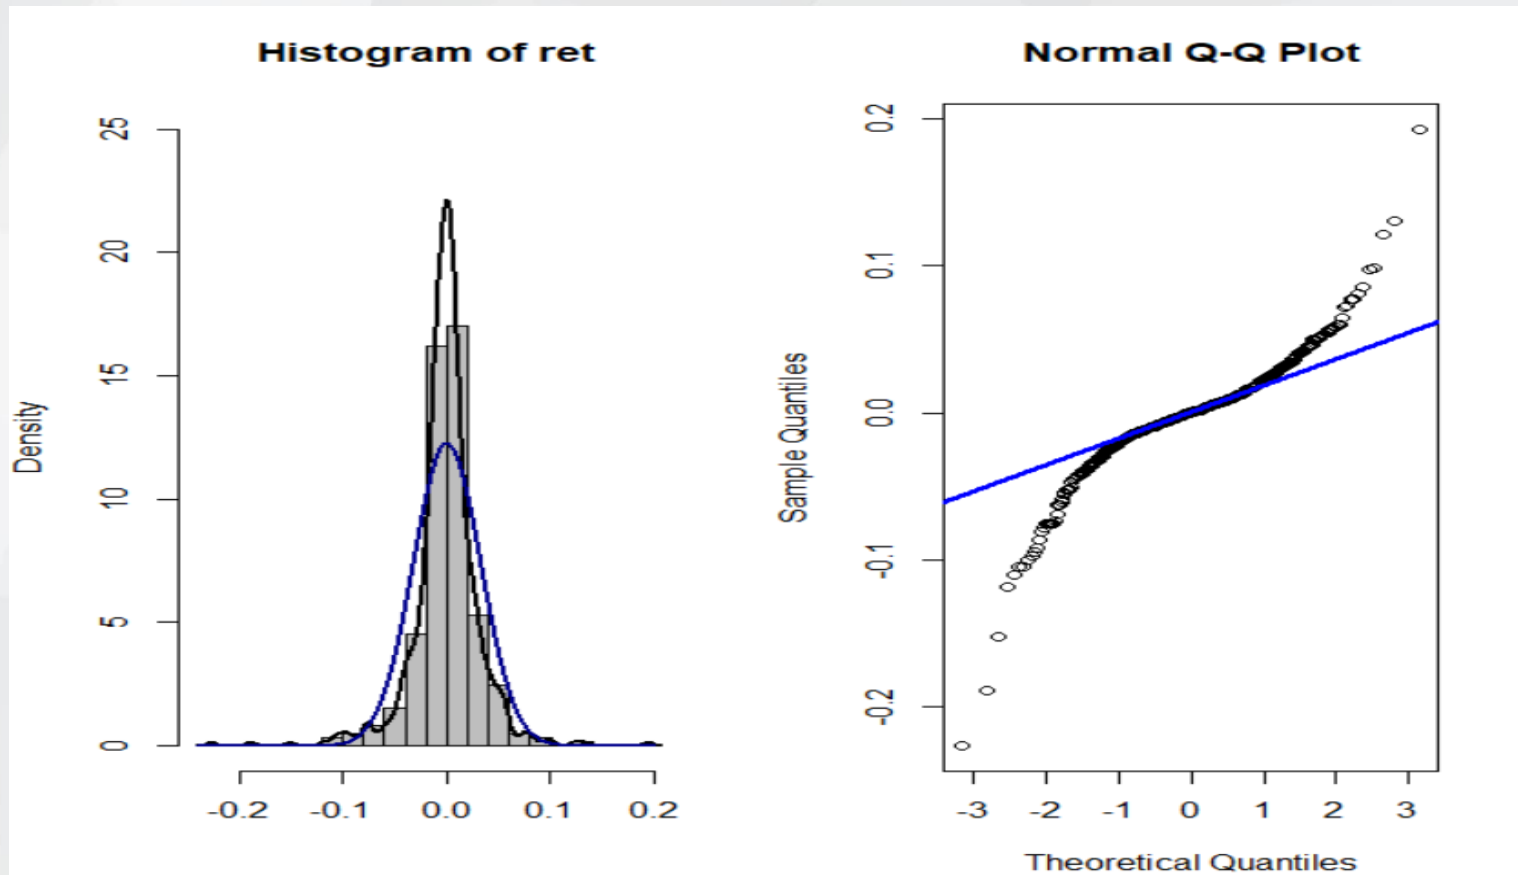 Histogram of ret
Density
25
20
15
10
5
0
-0.2 -0.1 0.0 0.1 0.2
Normal Q-Q Plot
Sample Quantiles
0.2
0.1
0.0
-0.1
-0.2
-3 -2 -1 0 1 2 3
Theoretical Quantiles